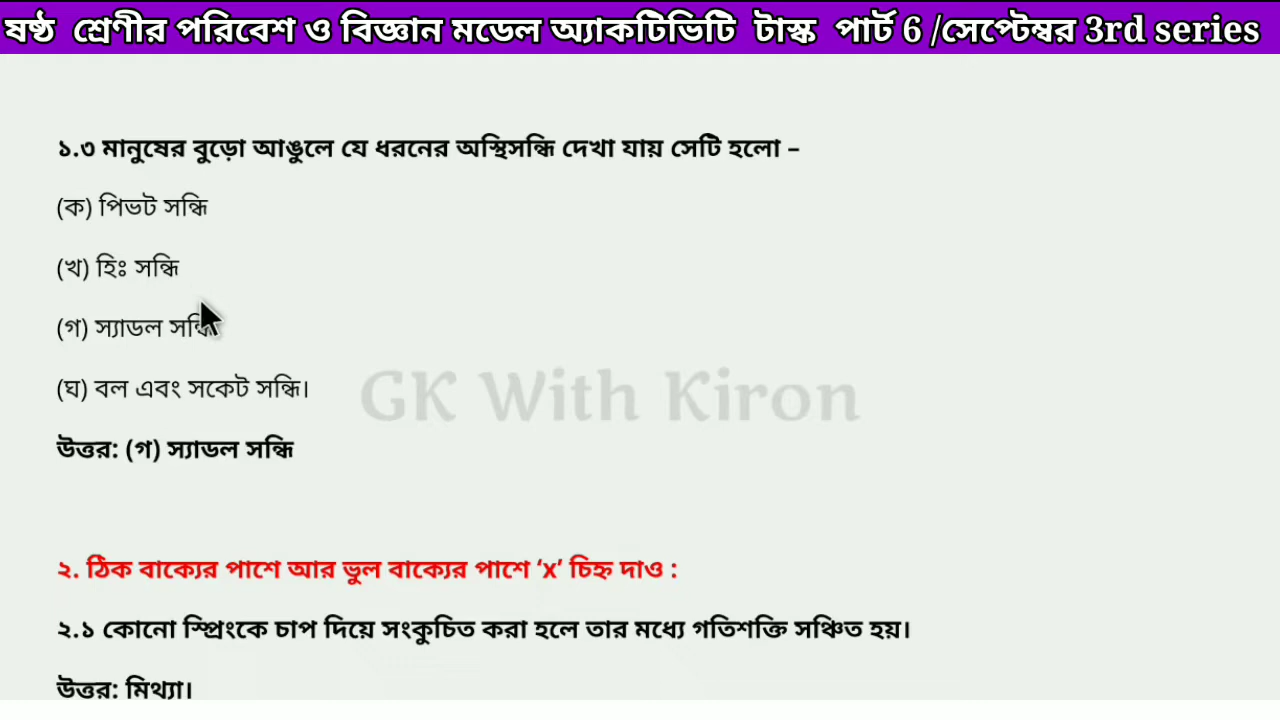 ষষ্ঠ শ্রেণীর পরিবেশ ও বিজ্ঞান মডেল অ্যাকটিভিটি টাস্ক পার্ট 6 /সেপ্টেম্বর 3rd series
১.৩ মানুষের বুড়ো আঙুলে যে ধরনের অস্থিসন্ধি দেখা যায় সেটি হলো –
(ক) পিভট সন্ধি
(খ) হিঃ সন্ধি
(গ) স্যাডল সন্ধি
(ঘ) বল এবং সকেট সন্ধি।
GK With Kiron
উত্তর: (গ) স্যাডল সন্ধি
২. ঠিক বাক্যের পাশে আর ভুল বাক্যের পাশে ‘x’ চিহ্ন দাও :
২.১ কোনো স্প্রিংকে চাপ দিয়ে সংকুচিত করা হলে তার মধ্যে গতিশক্তি সঞ্চিত হয়।
উত্তর: মিথ্যা।